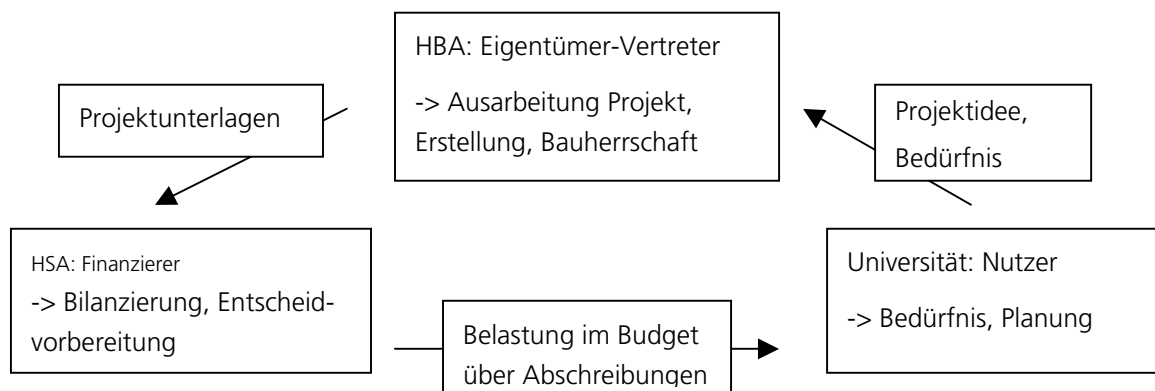 HBA: Eigentümer-Vertreter
-> Ausarbeitung Projekt,
Erstellung, Bauherrschaft
Projektunterlagen
Projektidee,
Bedürfnis
HSA: Finanzierer
-> Bilanzierung, Entscheid-
vorbereitung
Universität: Nutzer
-> Bedürfnis, Planung
Belastung im Budget
über Abschreibungen